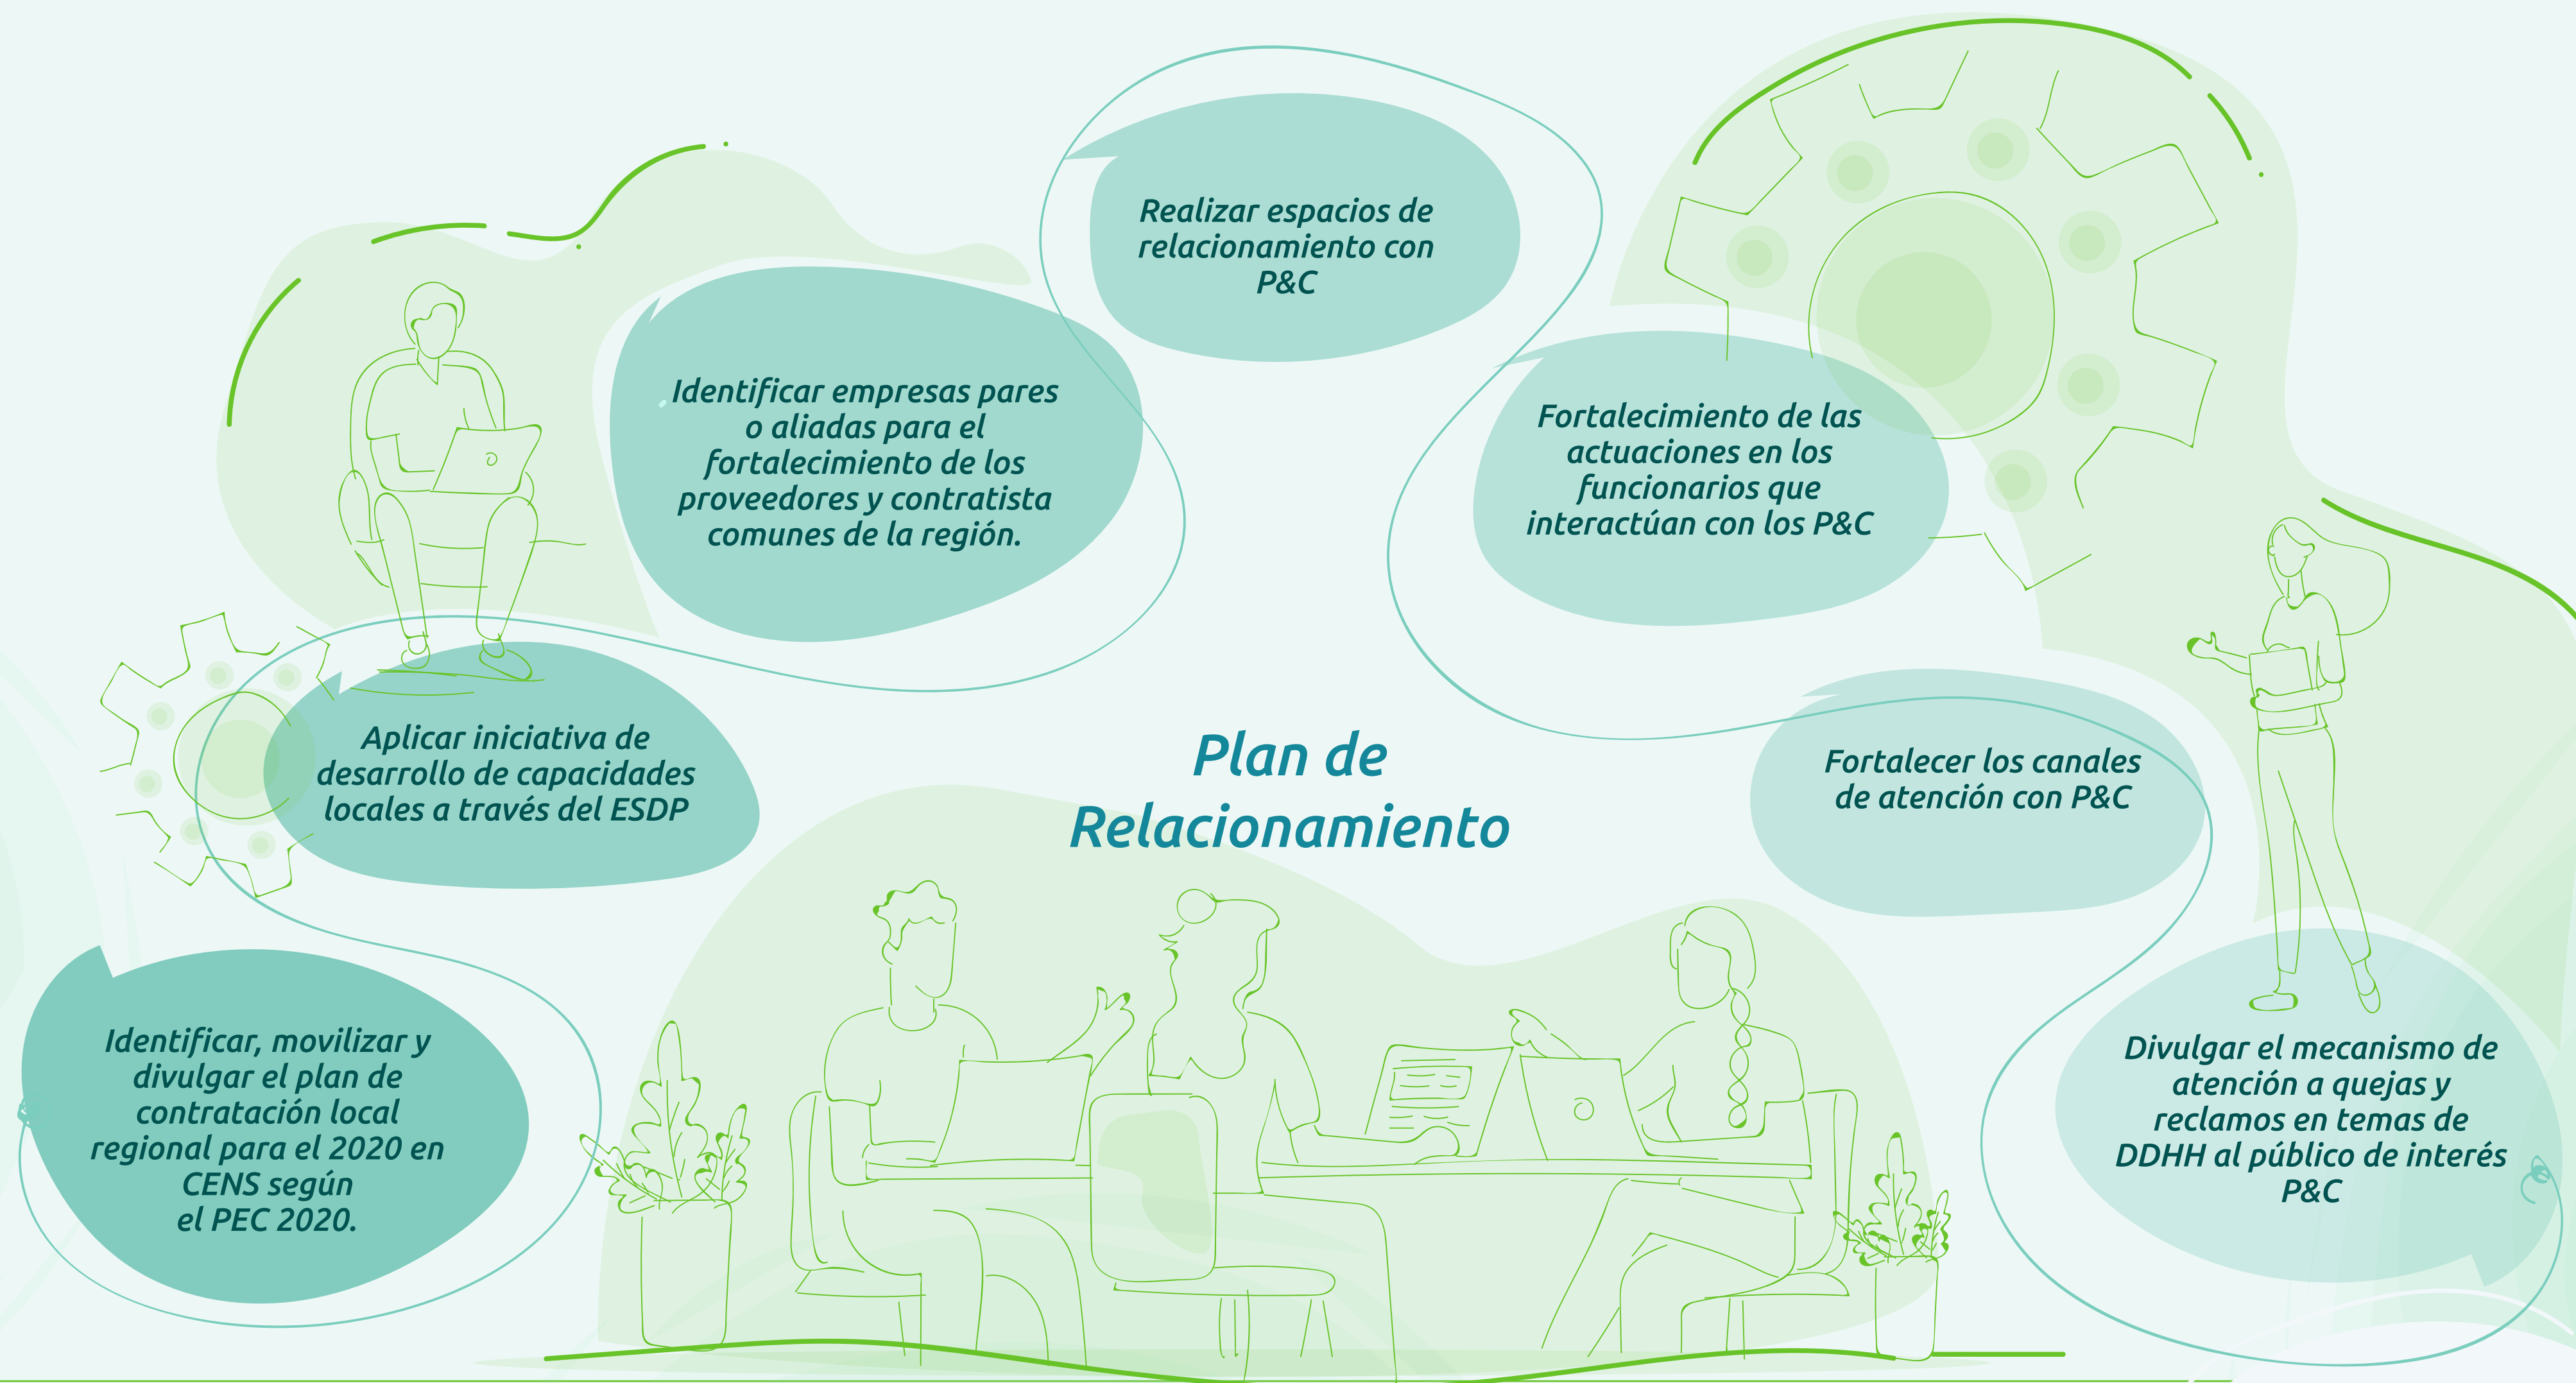 Realizar espacios de
relacionamiento con
P&C
Identificar empresas pares
o aliadas para el
fortalecimiento de los
proveedores y contratista
comunes de la región.
Fortalecimiento de las
actuaciones en los
funcionarios que
interactúan con los P&C
Aplicar iniciativa de
desarrollo de capacidades
locales a través del ESDP
Plan de
Relacionamiento
Fortalecer los canales
de atención con P&C
Identificar, movilizar y
divulgar el plan de
contratación local
regional para el 2020 en
CENS según
el PEC 2020.
Divulgar el mecanismo de
atención a quejas y
reclamos en temas de
DDHH al público de interés
P&C